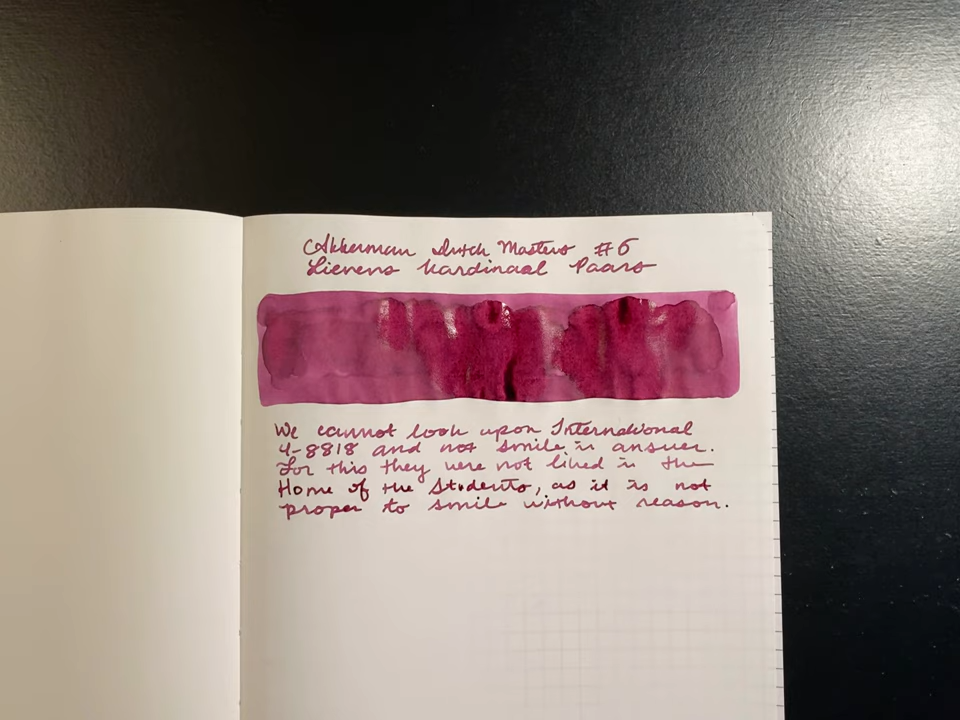 Akkerman Dutch Masters #6
Lievens Kardinaal Paars
We cannot look upon International
4-8818 and not smile in answer.
For this they were not liked in the
Home of the Students, as it is not
proper to smile without reason.